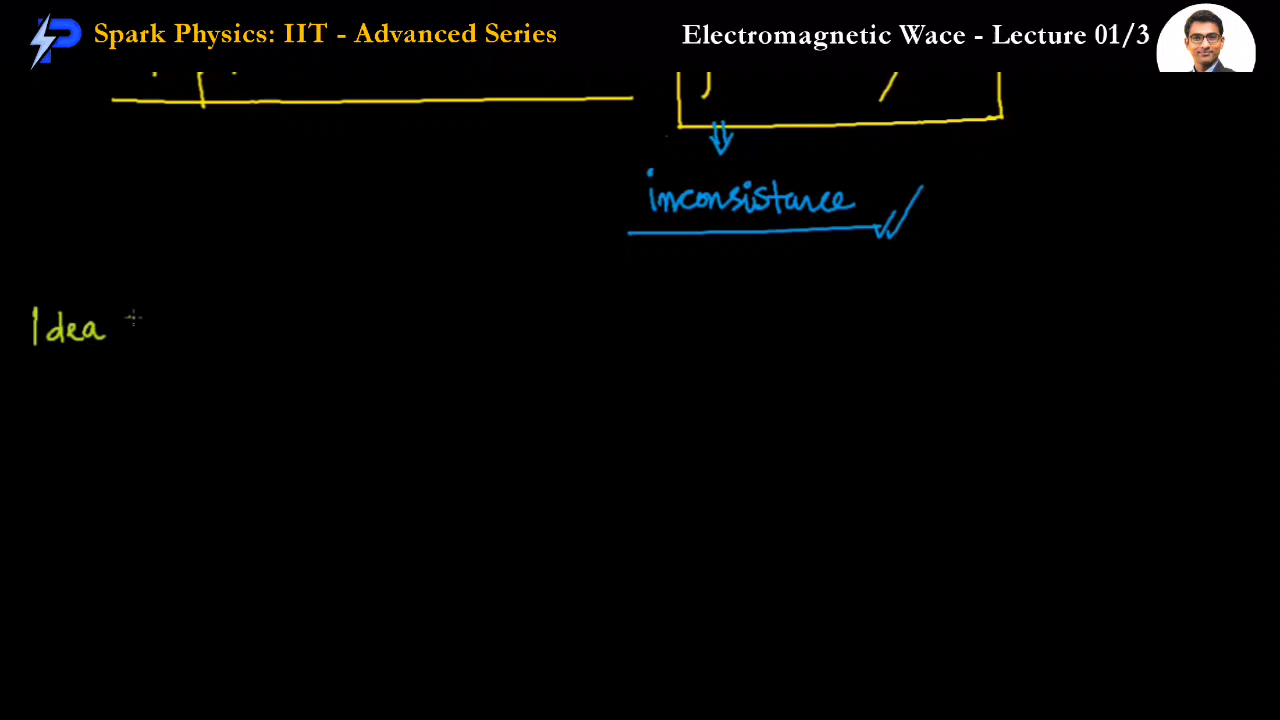 Spark Physics: IIT - Advanced Series
Electromagnetic Wace - Lecture 01/3
inconsistance
Idea